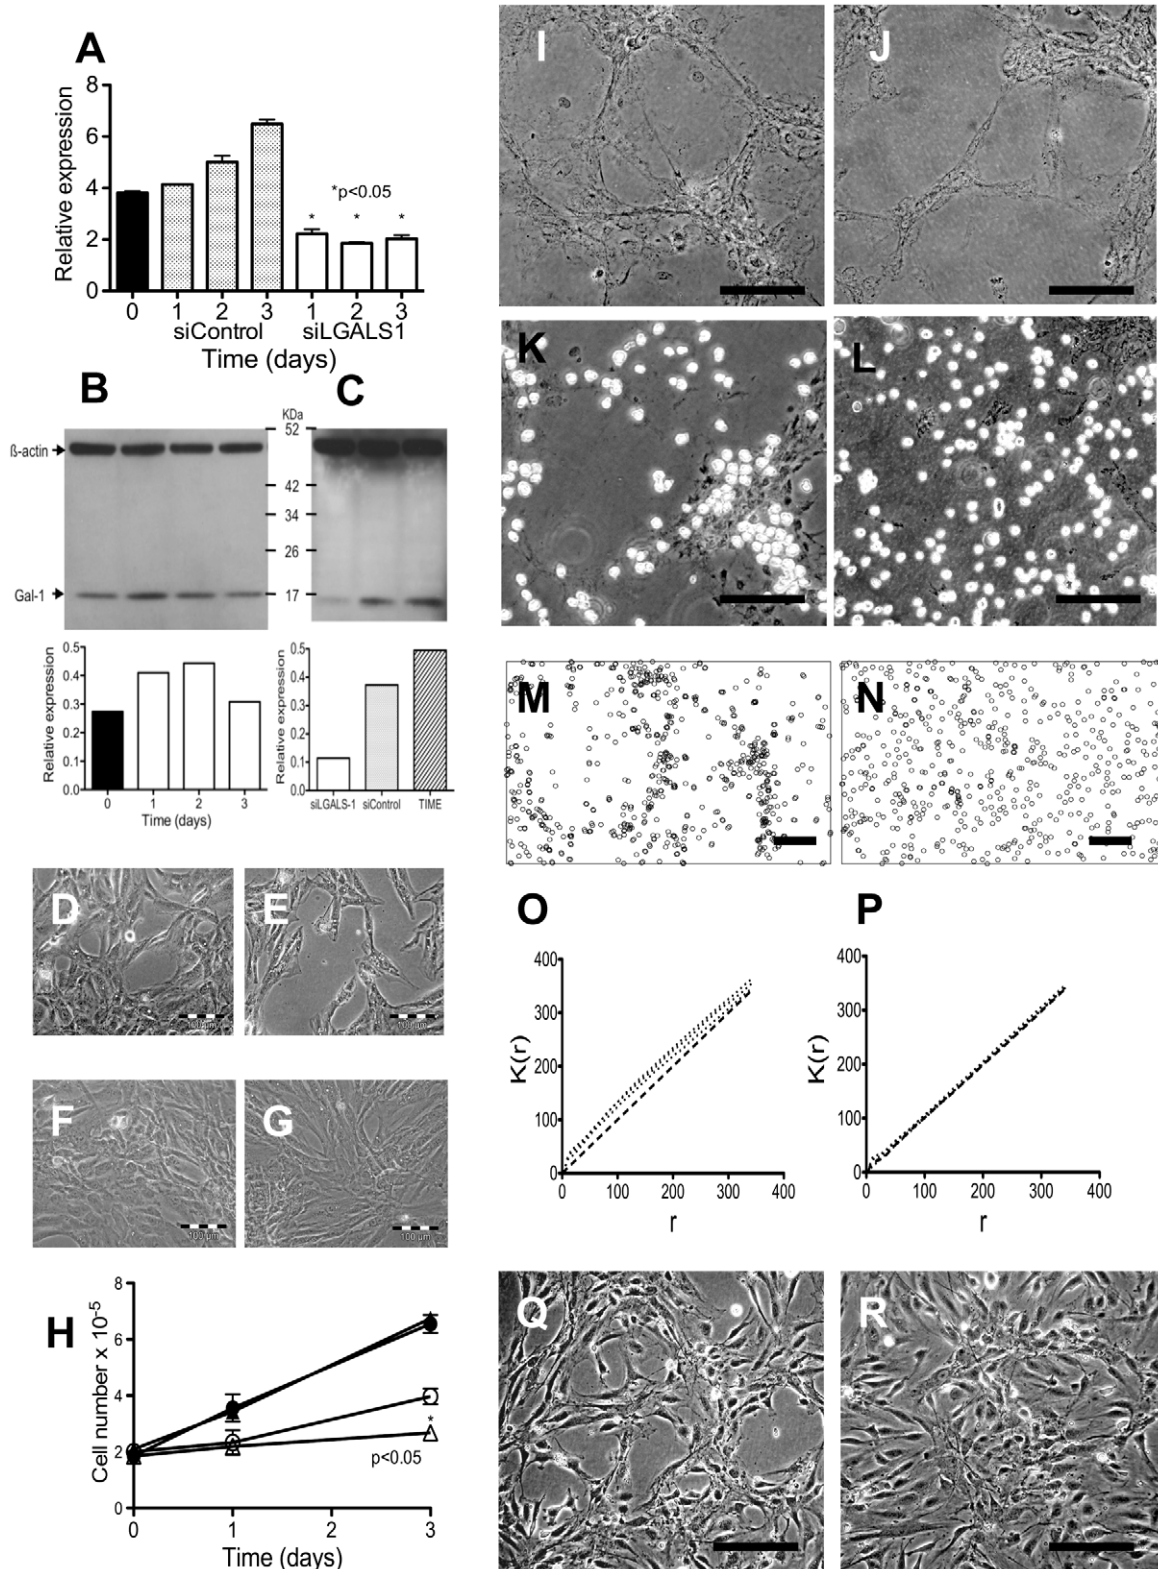 A
Relative expression
8
6
4
2
0
*p<0.05
* * *
0 1 2 3 1 2 3
siControl siLGALS1
Time (days)
B
C
KDa
52
42
34
26
17
ß-actin
Gal-1
Relative expression
0.5
0.4
0.3
0.2
0.1
0.0
0 1 2 3
Time (days)
Relative expression
0.5
0.4
0.3
0.2
0.1
0.0
siLGALS-1 siControl TIME
D
100 µm
E
100 µm
F
100 µm
G
100 µm
H
Cell number x 10-5
8
6
4
2
0
*
p<0.05
0 1 2 3
Time (days)
I
J
K
L
M
N
O
K(r)
400
300
200
100
0
0 100 200 300 400
r
P
K(r)
400
300
200
100
0
0 100 200 300 400
r
Q
R